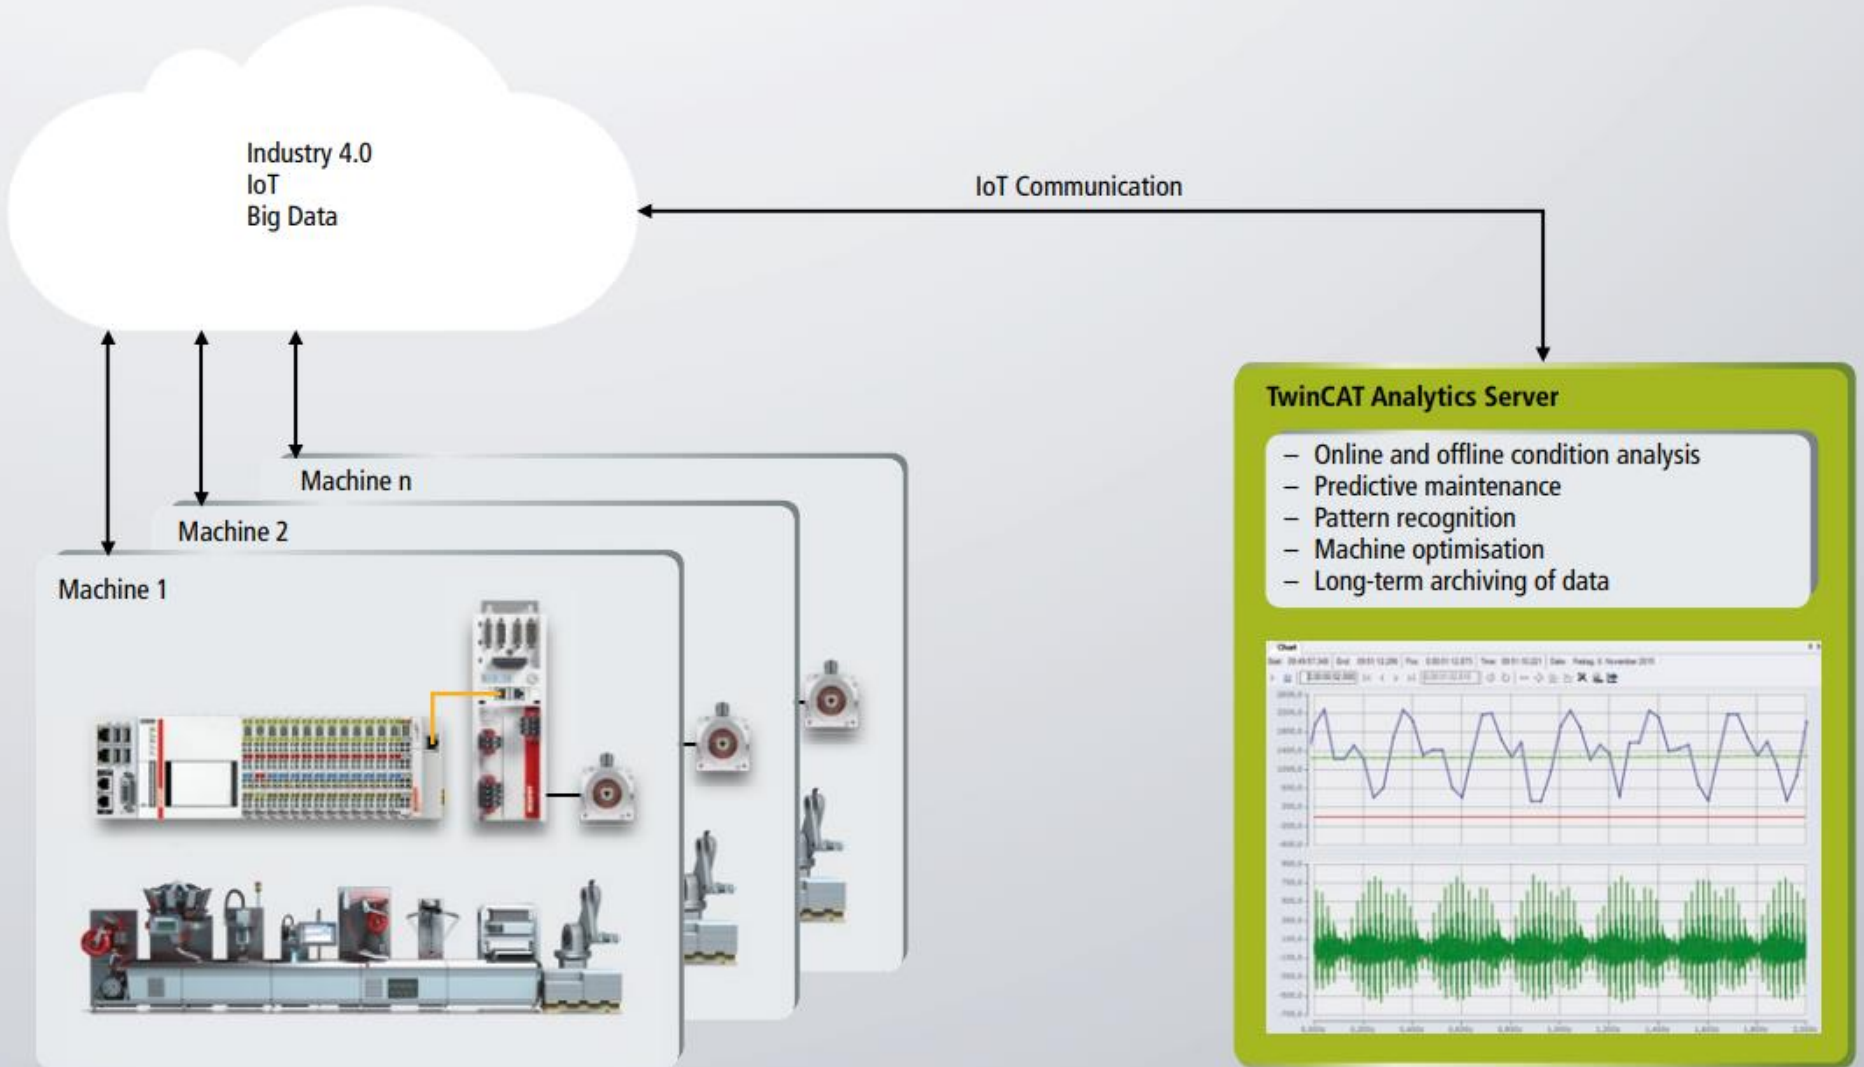 Industry 4.0
IoT
Big Data
IoT Communication
Machine n
Machine 2
Machine 1
TwinCAT Analytics Server
– Online and offline condition analysis
– Predictive maintenance
– Pattern recognition
– Machine optimisation
– Long-term archiving of data
Chart